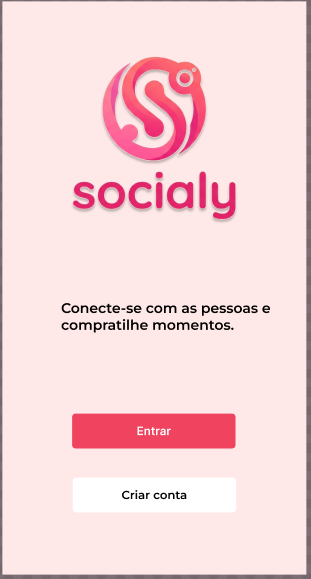 socialy
Conecte-se com as pessoas e
compratilhe momentos.
Entrar
Criar conta